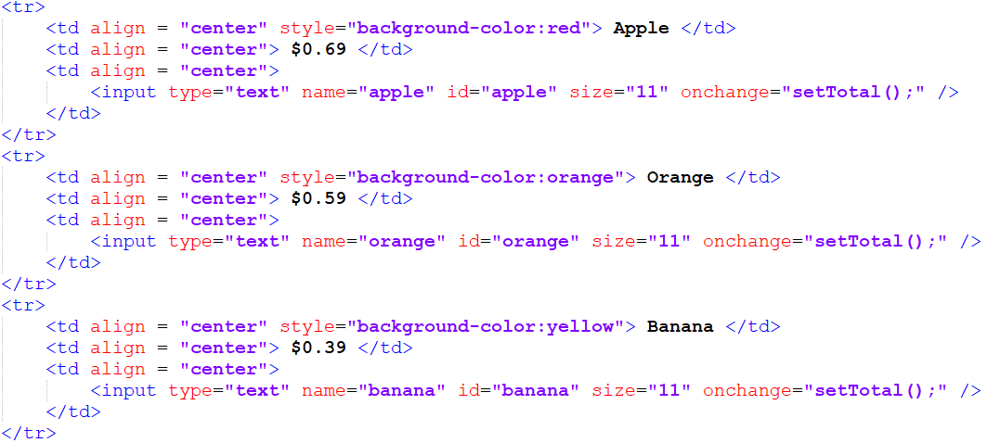 <tr>
    <td align = "center" style="background-color:red"> Apple </td>
    <td align = "center"> $0.69 </td>
    <td align = "center">
        <input type="text" name="apple" id="apple" size="11" onchange="setTotal();" />
    </td>
</tr>
<tr>
    <td align = "center" style="background-color:orange"> Orange </td>
    <td align = "center"> $0.59 </td>
    <td align = "center">
        <input type="text" name="orange" id="orange" size="11" onchange="setTotal();" />
    </td>
</tr>
<tr>
    <td align = "center" style="background-color:yellow"> Banana </td>
    <td align = "center"> $0.39 </td>
    <td align = "center">
        <input type="text" name="banana" id="banana" size="11" onchange="setTotal();" />
    </td>
</tr>